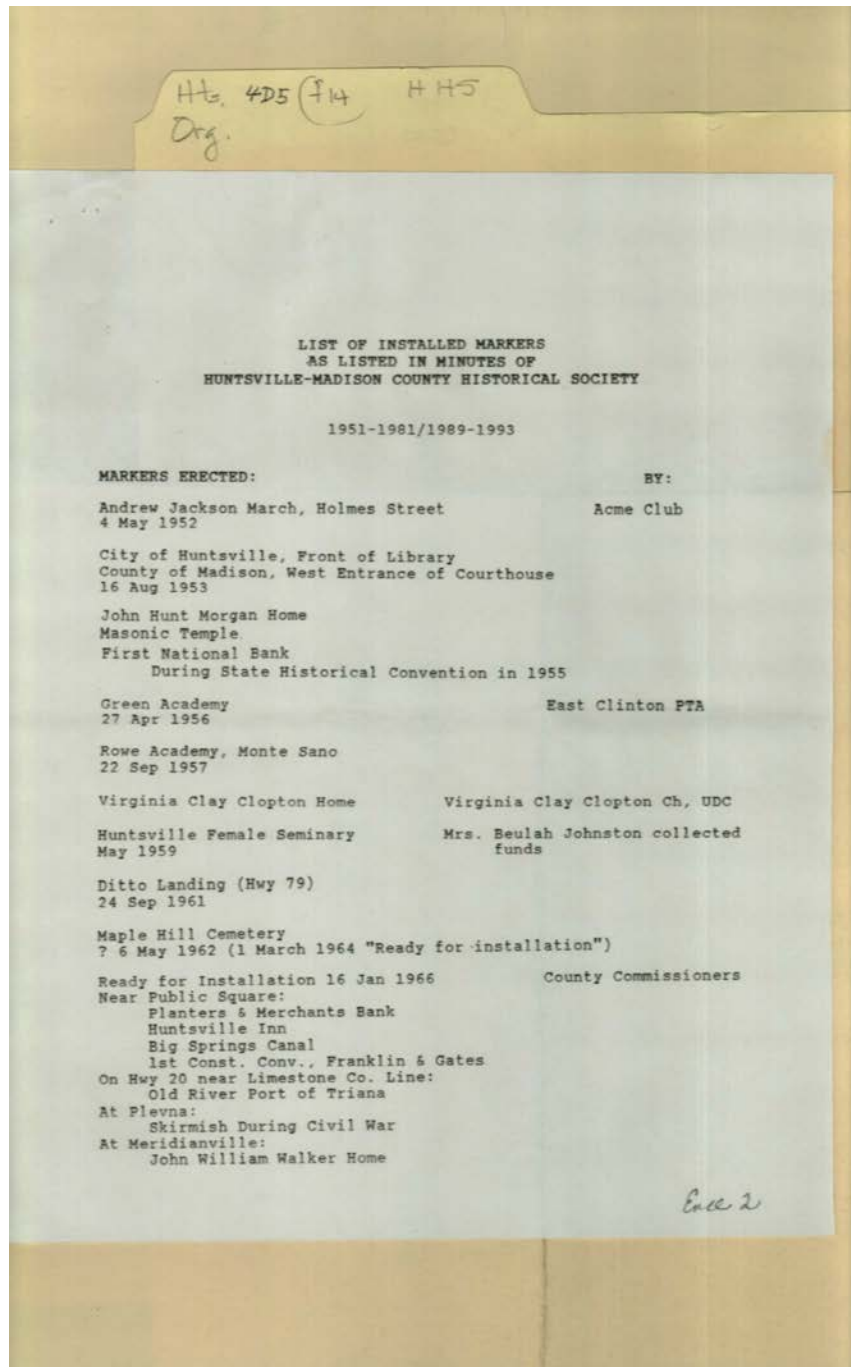 Hts. 4D5 (f14 HHS
Org.
LIST OF INSTALLED MARKERS
AS LISTED IN MINUTES OF
HUNTSVILLE-MADISON COUNTY HISTORICAL SOCIETY
1951-1981/1989-1993
MARKERS ERECTED: BY:
Andrew Jackson March, Holmes Street Acme Club
4 May 1952
City of Huntsville, Front of Library
County of Madison, West Entrance of Courthouse
16 Aug 1953
John Hunt Morgan Home
Masonic Temple
First National Bank
During State Historical Convention in 1955
Green Academy East Clinton PTA
27 Apr 1956
Rowe Academy, Monte Sano
22 Sep 1957
Virginia Clay Clopton Home Virginia Clay Clopton Ch, UDC
Huntsville Female Seminary Mrs. Beulah Johnston collected
May 1959 funds
Ditto Landing (Hwy 79)
24 Sep 1961
Maple Hill Cemetery
? 6 May 1962 (1 March 1964 "Ready for installation")
Ready for Installation 16 Jan 1966 County Commissioners
Near Public Square:
Planters & Merchants Bank
Huntsville Inn
Big Springs Canal
1st Const. Conv., Franklin & Gates
On Hwy 20 near Limestone Co. Line:
Old River Port of Triana
At Plevna:
Skirmish During Civil War
At Meridianville:
John William Walker Home
Encl 2